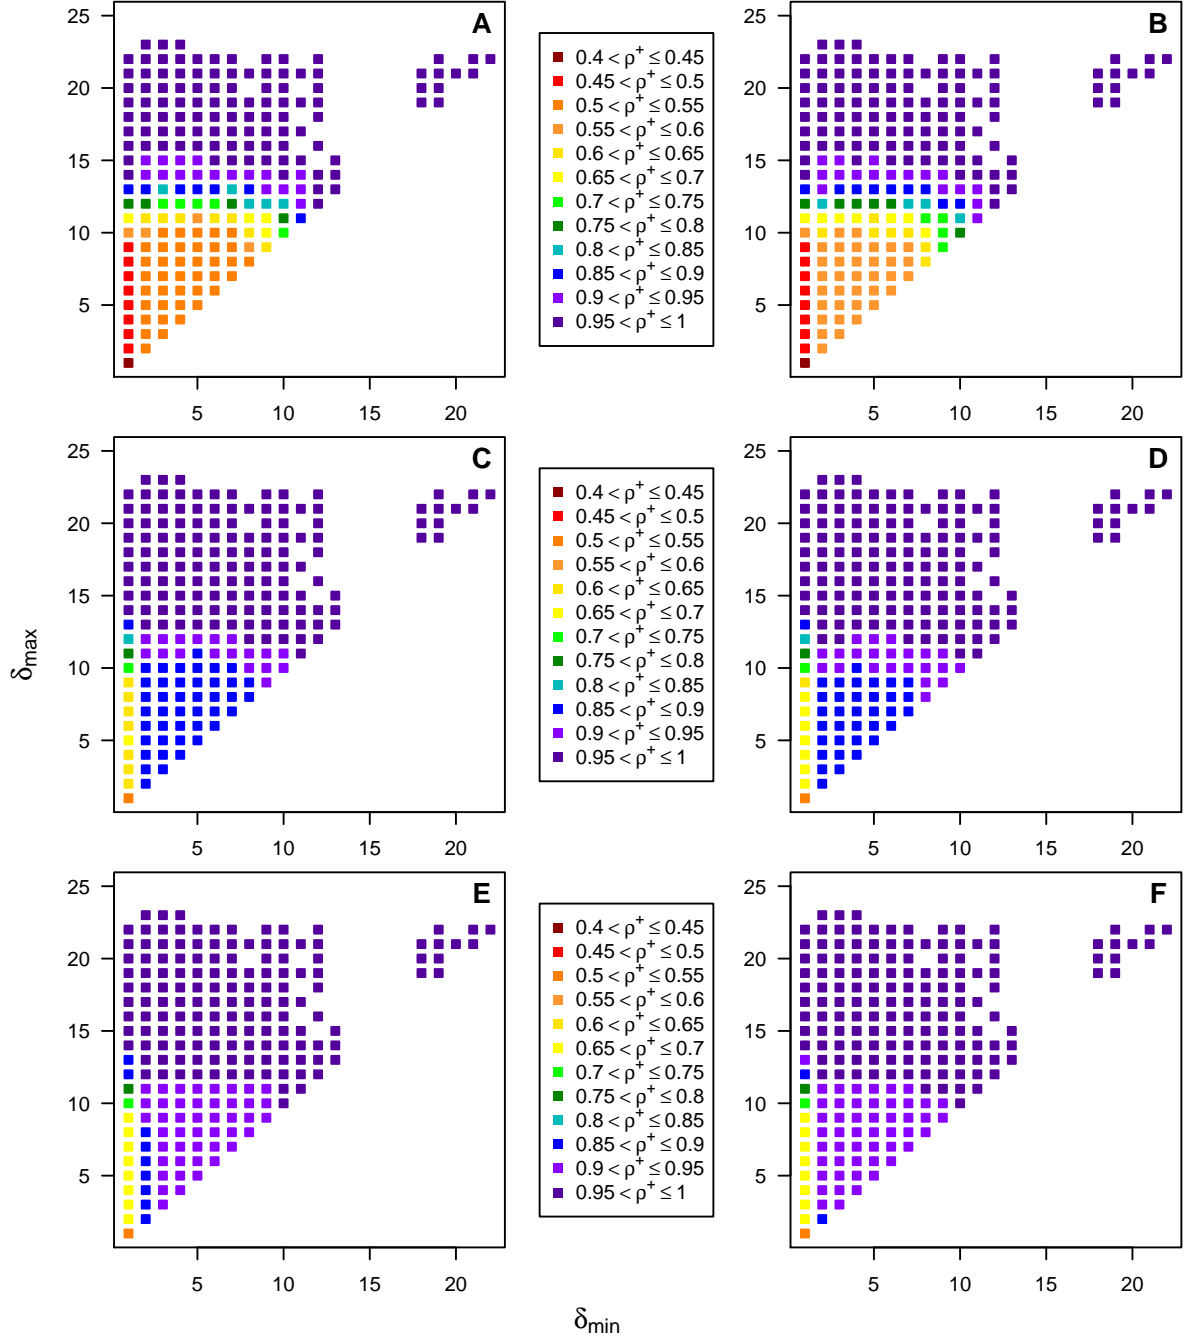 A
25
20
15
10
5
5 10 15 20
0.4 < ρ⁺ ≤ 0.45
0.45 < ρ⁺ ≤ 0.5
0.5 < ρ⁺ ≤ 0.55
0.55 < ρ⁺ ≤ 0.6
0.6 < ρ⁺ ≤ 0.65
0.65 < ρ⁺ ≤ 0.7
0.7 < ρ⁺ ≤ 0.75
0.75 < ρ⁺ ≤ 0.8
0.8 < ρ⁺ ≤ 0.85
0.85 < ρ⁺ ≤ 0.9
0.9 < ρ⁺ ≤ 0.95
0.95 < ρ⁺ ≤ 1
B
25
20
15
10
5
5 10 15 20
C
25
20
15
10
5
5 10 15 20
0.4 < ρ⁺ ≤ 0.45
0.45 < ρ⁺ ≤ 0.5
0.5 < ρ⁺ ≤ 0.55
0.55 < ρ⁺ ≤ 0.6
0.6 < ρ⁺ ≤ 0.65
0.65 < ρ⁺ ≤ 0.7
0.7 < ρ⁺ ≤ 0.75
0.75 < ρ⁺ ≤ 0.8
0.8 < ρ⁺ ≤ 0.85
0.85 < ρ⁺ ≤ 0.9
0.9 < ρ⁺ ≤ 0.95
0.95 < ρ⁺ ≤ 1
D
25
20
15
10
5
5 10 15 20
δmax
E
25
20
15
10
5
5 10 15 20
0.4 < ρ⁺ ≤ 0.45
0.45 < ρ⁺ ≤ 0.5
0.5 < ρ⁺ ≤ 0.55
0.55 < ρ⁺ ≤ 0.6
0.6 < ρ⁺ ≤ 0.65
0.65 < ρ⁺ ≤ 0.7
0.7 < ρ⁺ ≤ 0.75
0.75 < ρ⁺ ≤ 0.8
0.8 < ρ⁺ ≤ 0.85
0.85 < ρ⁺ ≤ 0.9
0.9 < ρ⁺ ≤ 0.95
0.95 < ρ⁺ ≤ 1
F
25
20
15
10
5
5 10 15 20
δmin